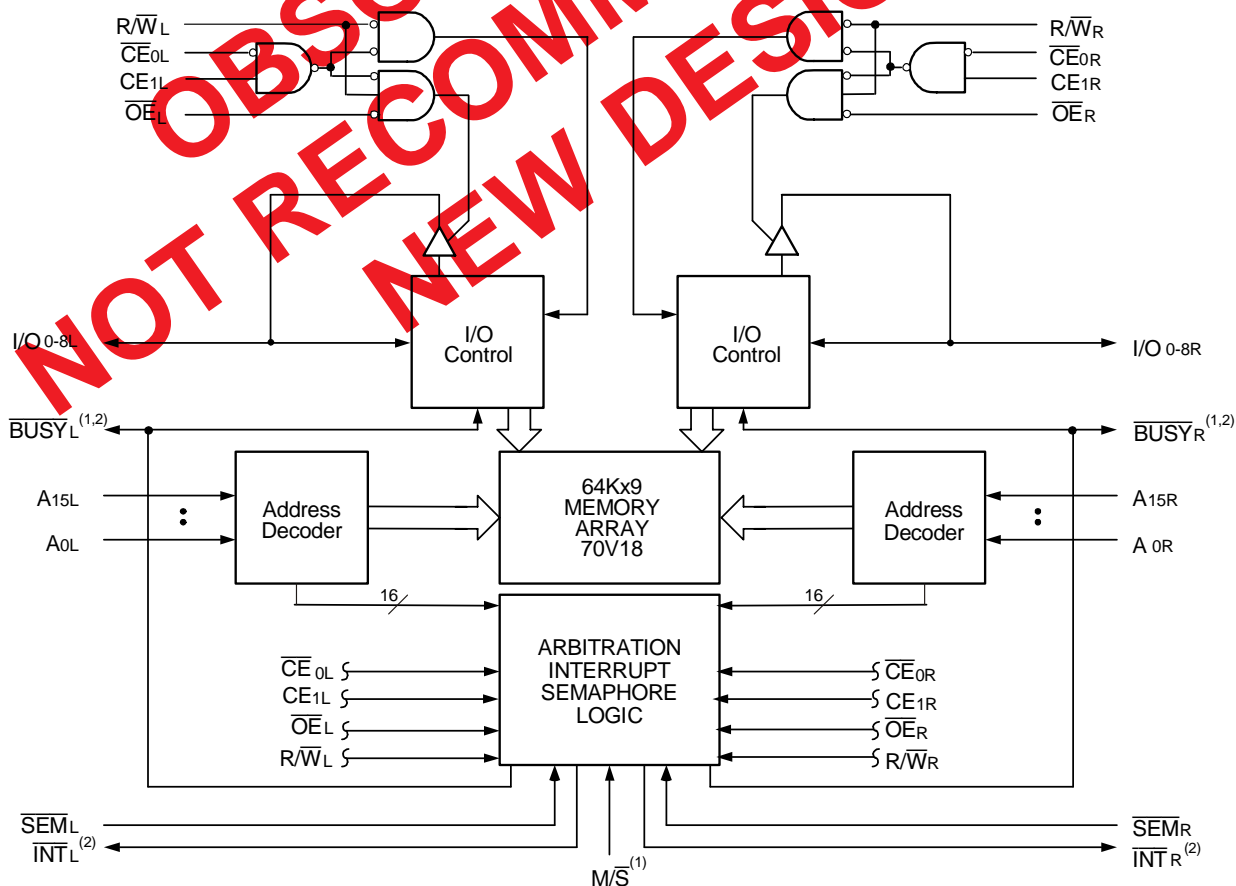 OBSO
NOT RECOMM
NEW DESIG
R/W̅L
C̅E̅0L
CE1L
O̅E̅L
R/W̅R
C̅E̅0R
CE1R
O̅E̅R
I/O
Control
I/O
Control
I/O 0-8L
I/O 0-8R
B̅U̅S̅Y̅L(1,2)
B̅U̅S̅Y̅R(1,2)
A15L
A0L
Address
Decoder
64Kx9
MEMORY
ARRAY
70V18
Address
Decoder
A15R
A 0R
16
16
ARBITRATION
INTERRUPT
SEMAPHORE
LOGIC
C̅E̅0L
CE1L
O̅E̅L
R/W̅L
C̅E̅0R
CE1R
O̅E̅R
R/W̅R
S̅E̅M̅L
I̅N̅T̅L(2)
M/S̅(1)
S̅E̅M̅R
I̅N̅T̅R(2)